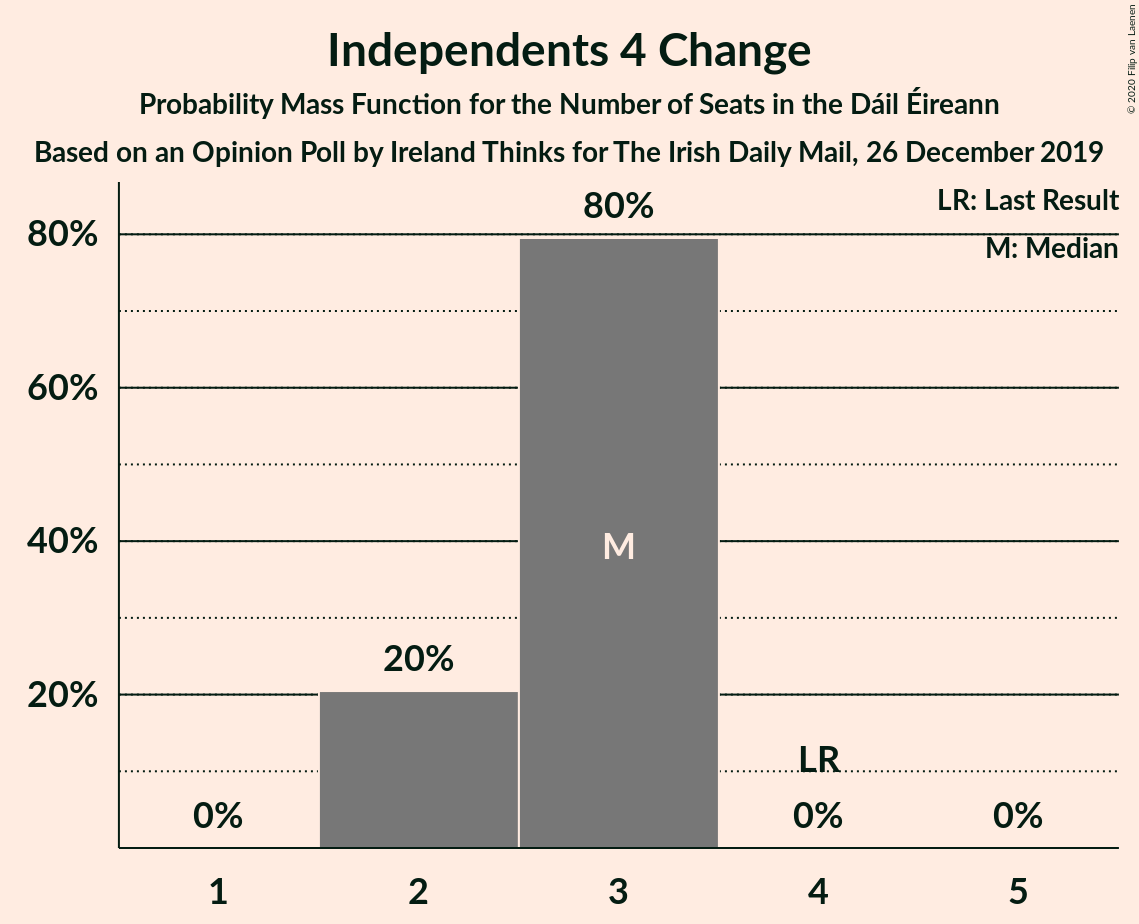 Independents 4 Change
Probability Mass Function for the Number of Seats in the Dáil Éireann
Based on an Opinion Poll by Ireland Thinks for The Irish Daily Mail, 26 December 2019
© 2020 Filip van Laenen
LR: Last Result
M: Median
80%
80%
60%
40%
20%
M
20%
LR
0%
0%
0%
1
2
3
4
5